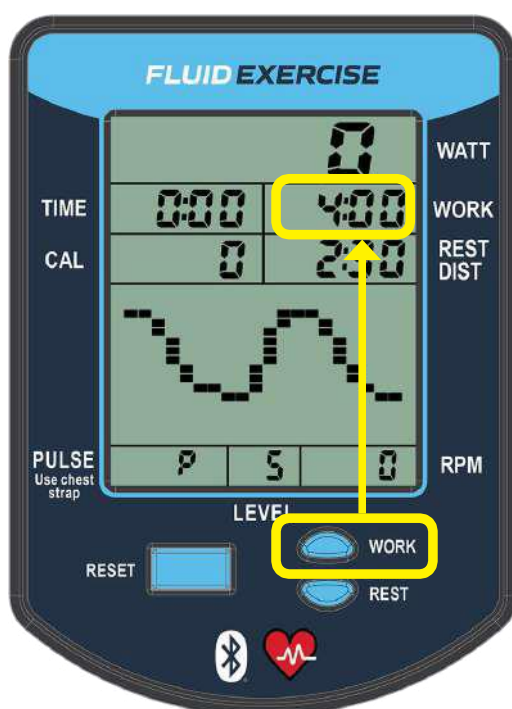 FLUID EXERCISE
0 WATT
TIME 0:00 4:00 WORK
CAL 0 2:30 REST
DIST
PULSE P 5 0 RPM
Use chest
strap
LEVEL
WORK
RESET
REST